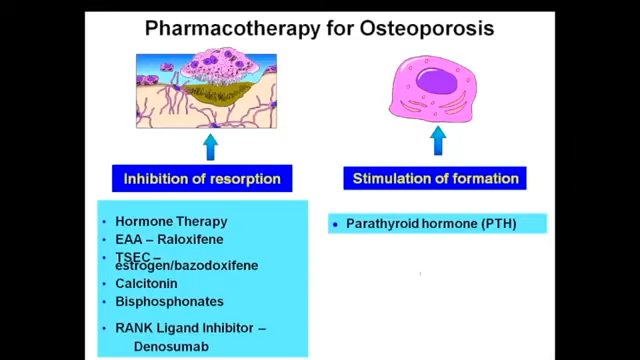 Pharmacotherapy for Osteoporosis
Inhibition of resorption
• Hormone Therapy
• EAA – Raloxifene
• TSEC –
estrogen/bazodoxifene
• Calcitonin
• Bisphosphonates
• RANK Ligand Inhibitor –
Denosumab
Stimulation of formation
• Parathyroid hormone (PTH)